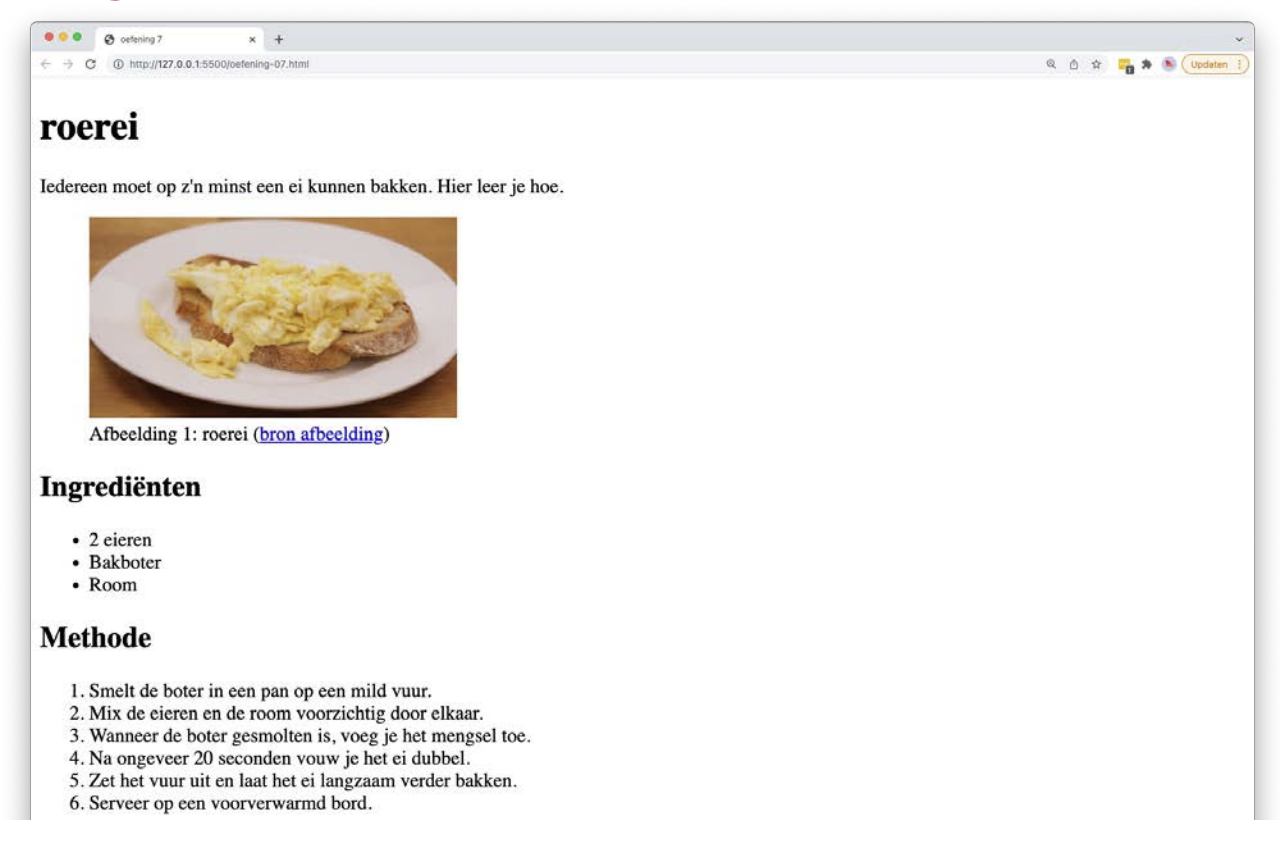 oefening 7
http://127.0.0.1:5500/oefening-07.html
Updaten
roerei
Iedereen moet op z'n minst een ei kunnen bakken. Hier leer je hoe.
Afbeelding 1: roerei (bron afbeelding)
Ingrediënten
• 2 eieren
• Bakboter
• Room
Methode
1. Smelt de boter in een pan op een mild vuur.
2. Mix de eieren en de room voorzichtig door elkaar.
3. Wanneer de boter gesmolten is, voeg je het mengsel toe.
4. Na ongeveer 20 seconden vouw je het ei dubbel.
5. Zet het vuur uit en laat het ei langzaam verder bakken.
6. Serveer op een voorverwarmd bord.